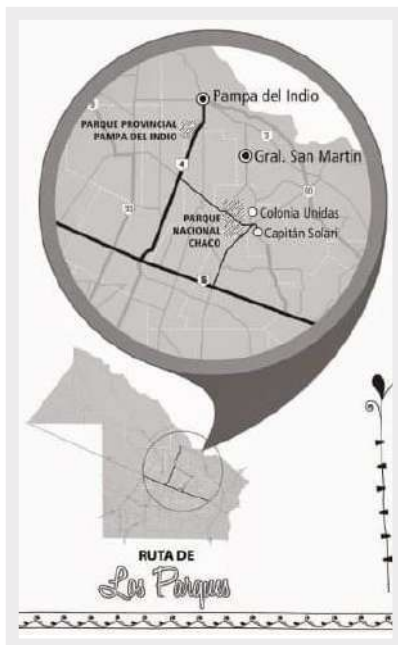 Pampa del Indio
PARQUE PROVINCIAL
PAMPA DEL INDIO
3
Gral. San Martin
4
Colonia Unidas
PARQUE
NACIONAL
CHACO
Capitán Solari
RUTA DE
Los Parques